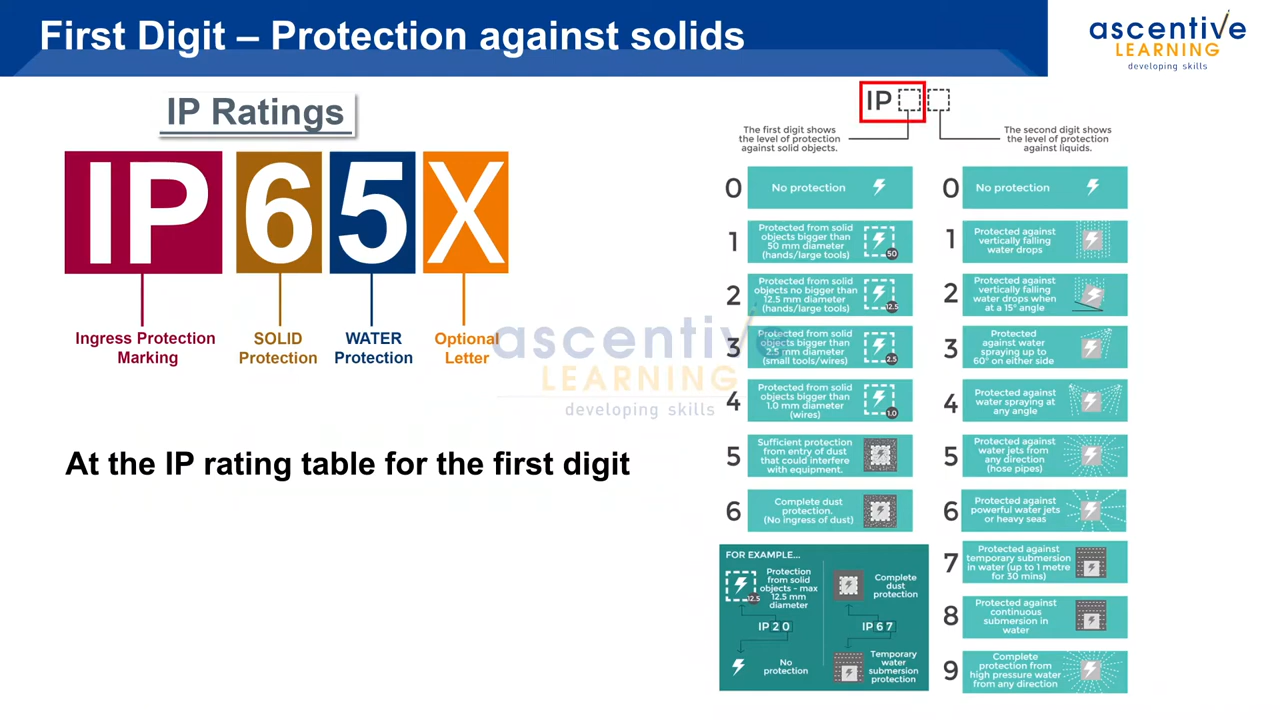 First Digit – Protection against solids
ascentive
LEARNING
developing skills
IP Ratings
IP 6 5 X
Ingress Protection
Marking
SOLID
Protection
WATER
Protection
Optional
Letter
At the IP rating table for the first digit
ascentive
LEARNING
developing skills
IP
The first digit shows
the level of protection
against solid objects.
The second digit shows
the level of protection
against liquids.
0
No protection
1
Protected from solid
objects bigger than
50 mm diameter
(hands/large tools)
50
2
Protected from solid
objects no bigger than
12.5 mm diameter
(hands/large tools)
12.5
3
Protected from solid
objects bigger than
2.5 mm diameter
(small tools/wires)
2.5
4
Protected from solid
objects bigger than
1.0 mm diameter
(wires)
1.0
5
Sufficient protection
from entry of dust
that could interfere
with equipment.
6
Complete dust
protection.
(No ingress of dust)
0
No protection
1
Protected against
vertically falling
water drops
2
Protected against
vertically falling
water drops when
at a 15° angle
3
Protected
against water
spraying up to
60° on either side
4
Protected against
water spraying at
any angle
5
Protected against
water jets from
any direction
(hose pipes)
6
Protected against
powerful water jets
or heavy seas
7
Protected against
temporary submersion
in water (up to 1 metre
for 30 mins)
8
Protected against
continuous
submersion in
water
9
Complete
protection from
high pressure water
from any direction
FOR EXAMPLE...
12.5
Protection
from solid
objects - max
12.5 mm
diameter
IP 2 0
No
protection
Complete
dust
protection
IP 6 7
Temporary
water
submersion
protection